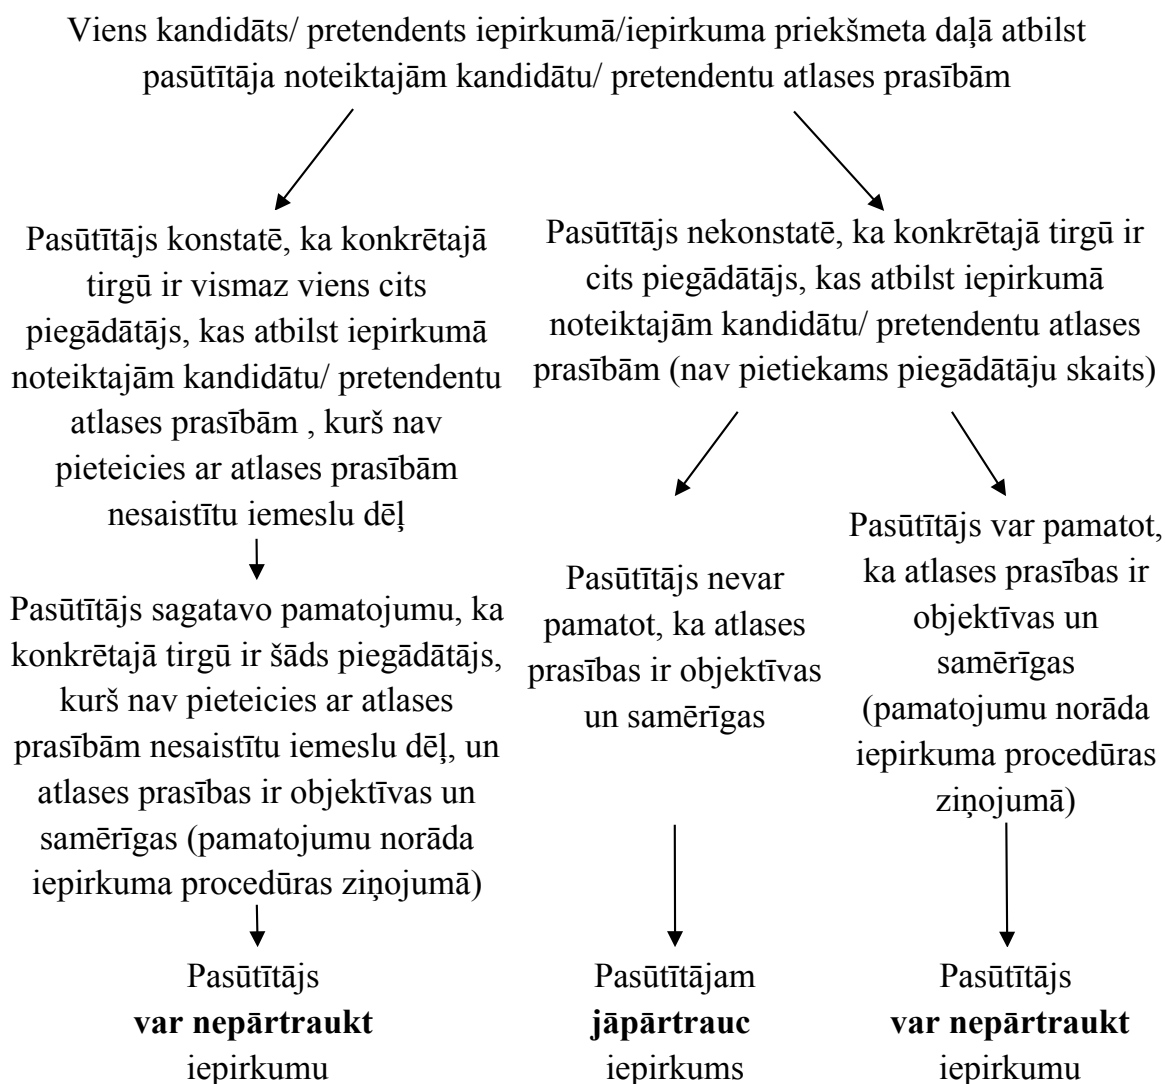 Viens kandidāts/ pretendents iepirkumā/iepirkuma priekšmeta daļā atbilst
pasūtītāja noteiktajām kandidātu/ pretendentu atlases prasībām
Pasūtītājs konstatē, ka konkrētajā
tirgū ir vismaz viens cits
piegādātājs, kas atbilst iepirkumā
noteiktajām kandidātu/ pretendentu
atlases prasībām , kurš nav
pieteicies ar atlases prasībām
nesaistītu iemeslu dēļ
Pasūtītājs sagatavo pamatojumu, ka
konkrētajā tirgū ir šāds piegādātājs,
kurš nav pieteicies ar atlases
prasībām nesaistītu iemeslu dēļ, un
atlases prasības ir objektīvas un
samērīgas (pamatojumu norāda
iepirkuma procedūras ziņojumā)
Pasūtītājs
var nepārtraukt
iepirkumu
Pasūtītājs nekonstatē, ka konkrētajā tirgū ir
cits piegādātājs, kas atbilst iepirkumā
noteiktajām kandidātu/ pretendentu atlases
prasībām (nav pietiekams piegādātāju skaits)
Pasūtītājs nevar
pamatot, ka atlases
prasības ir objektīvas
un samērīgas
Pasūtītājam
jāpārtrauc
iepirkums
Pasūtītājs var pamatot,
ka atlases prasības ir
objektīvas un
samērīgas
(pamatojumu norāda
iepirkuma procedūras
ziņojumā)
Pasūtītājs
var nepārtraukt
iepirkumu